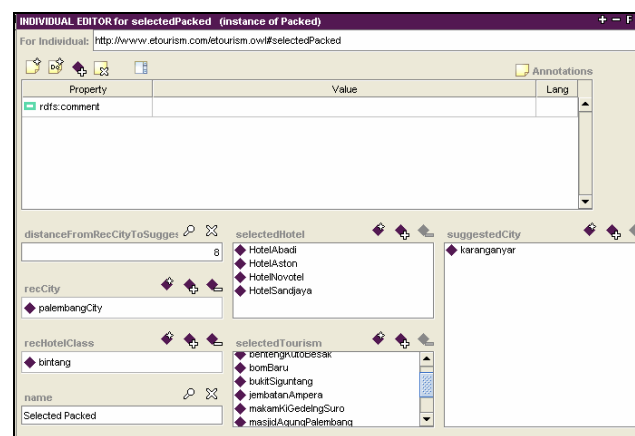 INDIVIDUAL EDITOR for selectedPacked (instance of Packed)
For Individual: http://www.etourism.com/etourism.owl#selectedPacked
Annotations
Property Value Lang
rdfs:comment
distanceFromRecCityToSugges
8
recCity
palembangCity
recHotelClass
bintang
name
Selected Packed
selectedHotel
HotelAbadi
HotelAston
HotelNovotel
HotelSandjaya
selectedTourism
bentengKutoBesak
bomBaru
bukitSiguntang
jembatanAmpera
makamKiGedeIngSuro
masjidAgungPalembang
suggestedCity
karanganyar